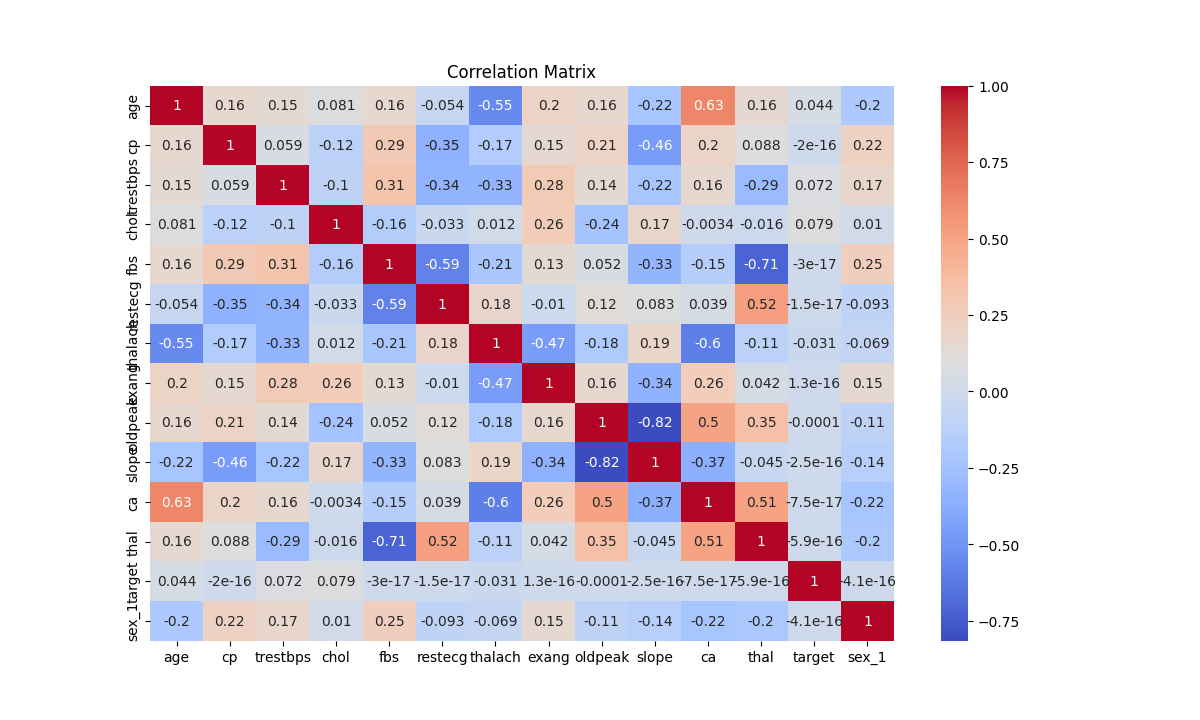 Correlation Matrix
age 1 0.16 0.15 0.081 0.16 -0.054 -0.55 0.2 0.16 -0.22 0.63 0.16 0.044 -0.2
cp 0.16 1 0.059 -0.12 0.29 -0.35 -0.17 0.15 0.21 -0.46 0.2 0.088 -2e-16 0.22
trestbps 0.15 0.059 1 -0.1 0.31 -0.34 -0.33 0.28 0.14 -0.22 0.16 -0.29 0.072 0.17
chol 0.081 -0.12 -0.1 1 -0.16 -0.033 0.012 0.26 -0.24 0.17 -0.0034 -0.016 0.079 0.01
fbs 0.16 0.29 0.31 -0.16 1 -0.59 -0.21 0.13 0.052 -0.33 -0.15 -0.71 -3e-17 0.25
restecg -0.054 -0.35 -0.34 -0.033 -0.59 1 0.18 -0.01 0.12 0.083 0.039 0.52 -1.5e-17 -0.093
thalach -0.55 -0.17 -0.33 0.012 -0.21 0.18 1 -0.47 -0.18 0.19 -0.6 -0.11 -0.031 -0.069
exang 0.2 0.15 0.28 0.26 0.13 -0.01 -0.47 1 0.16 -0.34 0.26 0.042 1.3e-16 0.15
oldpeak 0.16 0.21 0.14 -0.24 0.052 0.12 -0.18 0.16 1 -0.82 0.5 0.35 -0.0001 -0.11
slope -0.22 -0.46 -0.22 0.17 -0.33 0.083 0.19 -0.34 -0.82 1 -0.37 -0.045 -2.5e-16 -0.14
ca 0.63 0.2 0.16 -0.0034 -0.15 0.039 -0.6 0.26 0.5 -0.37 1 0.51 -7.5e-17 -0.22
thal 0.16 0.088 -0.29 -0.016 -0.71 0.52 -0.11 0.042 0.35 -0.045 0.51 1 -5.9e-16 -0.2
target 0.044 -2e-16 0.072 0.079 -3e-17 -1.5e-17 -0.031 1.3e-16 -0.0001 -2.5e-16 -7.5e-17 -5.9e-16 1 -4.1e-16
sex_1 -0.2 0.22 0.17 0.01 0.25 -0.093 -0.069 0.15 -0.11 -0.14 -0.22 -0.2 -4.1e-16 1
age cp trestbps chol fbs restecg thalach exang oldpeak slope ca thal target sex_1
1.00
0.75
0.50
0.25
0.00
−0.25
−0.50
−0.75